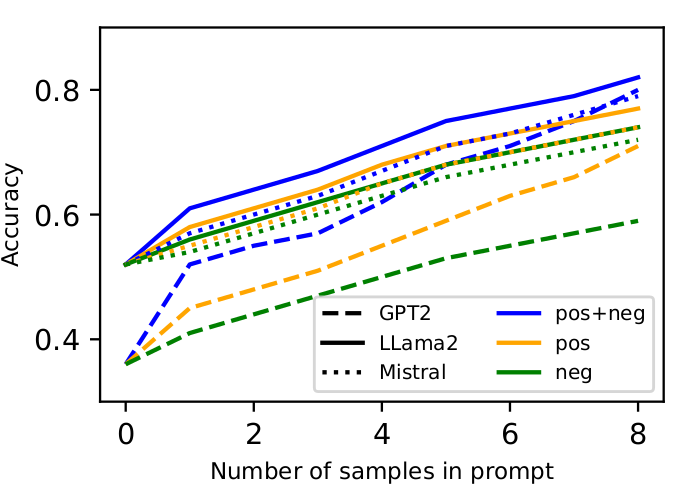 0.8
0.6
0.4
Accuracy
GPT2
LLama2
Mistral
pos+neg
pos
neg
0 2 4 6 8
Number of samples in prompt